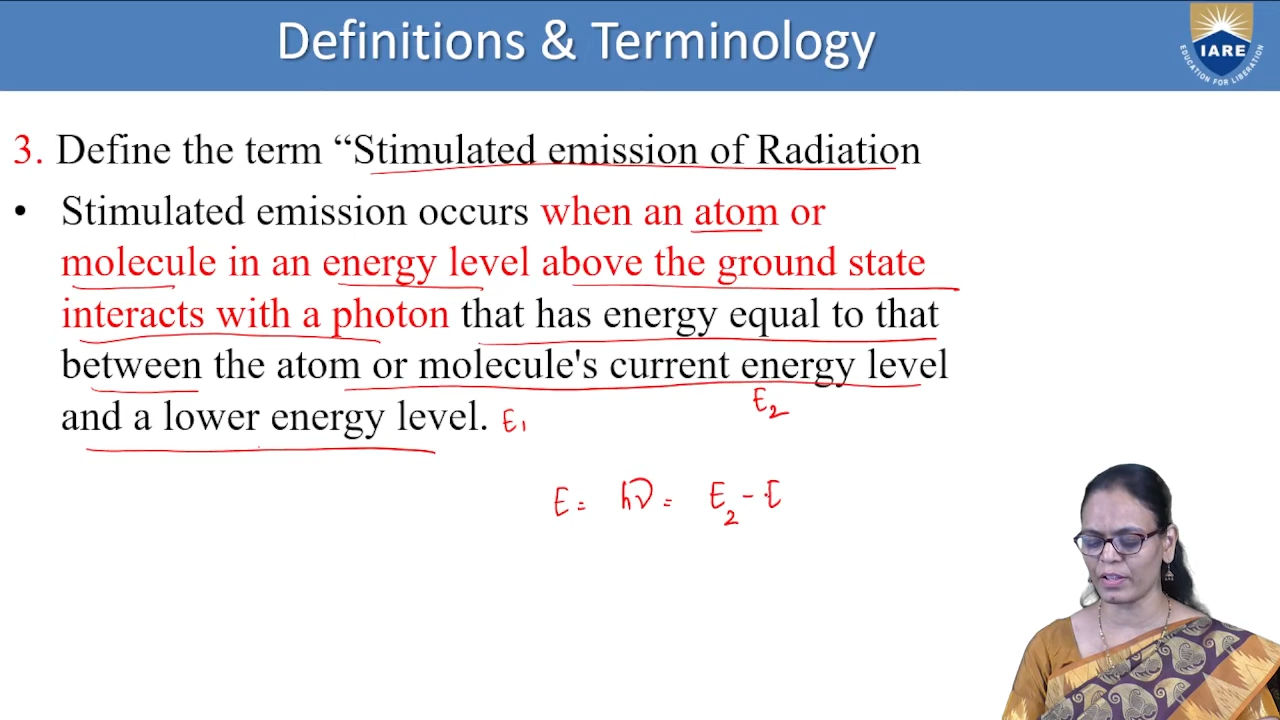 Definitions & Terminology
IARE
EDUCATION FOR LIBERATION
3. Define the term “Stimulated emission of Radiation
• Stimulated emission occurs when an atom or
molecule in an energy level above the ground state
interacts with a photon that has energy equal to that
between the atom or molecule's current energy level
E₂
and a lower energy level. E₁
E = hν = E₂ - E